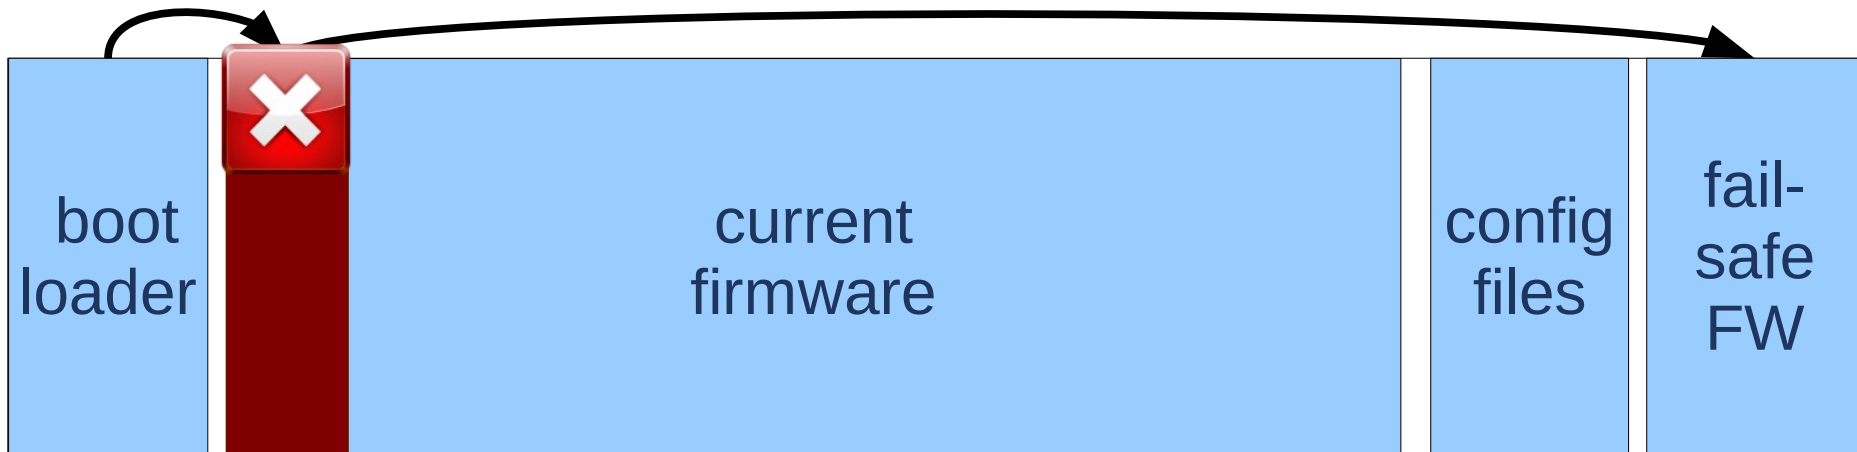 boot
loader
current
firmware
config
files
fail-
safe
FW